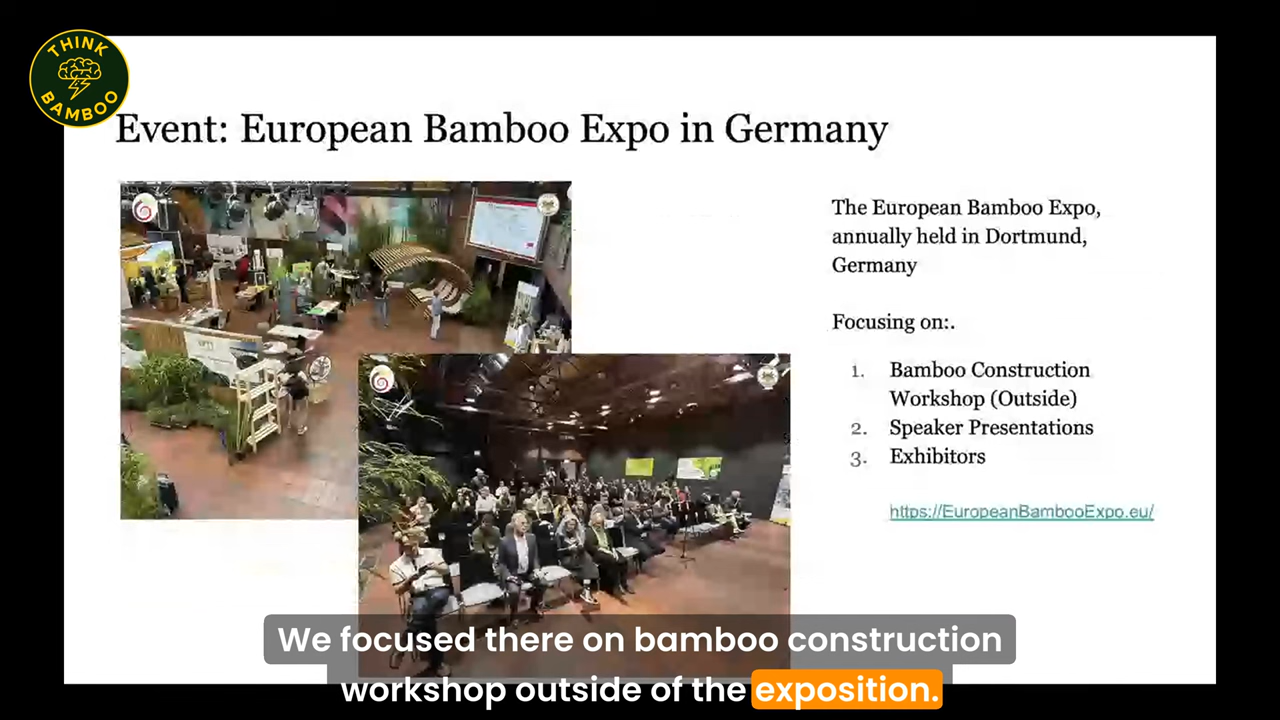 THINK
BAMBOO
Event: European Bamboo Expo in Germany
The European Bamboo Expo,
annually held in Dortmund,
Germany
Focusing on:.
1. Bamboo Construction
Workshop (Outside)
2. Speaker Presentations
3. Exhibitors
https://EuropeanBambooExpo.eu/
We focused there on bamboo construction
workshop outside of the exposition.